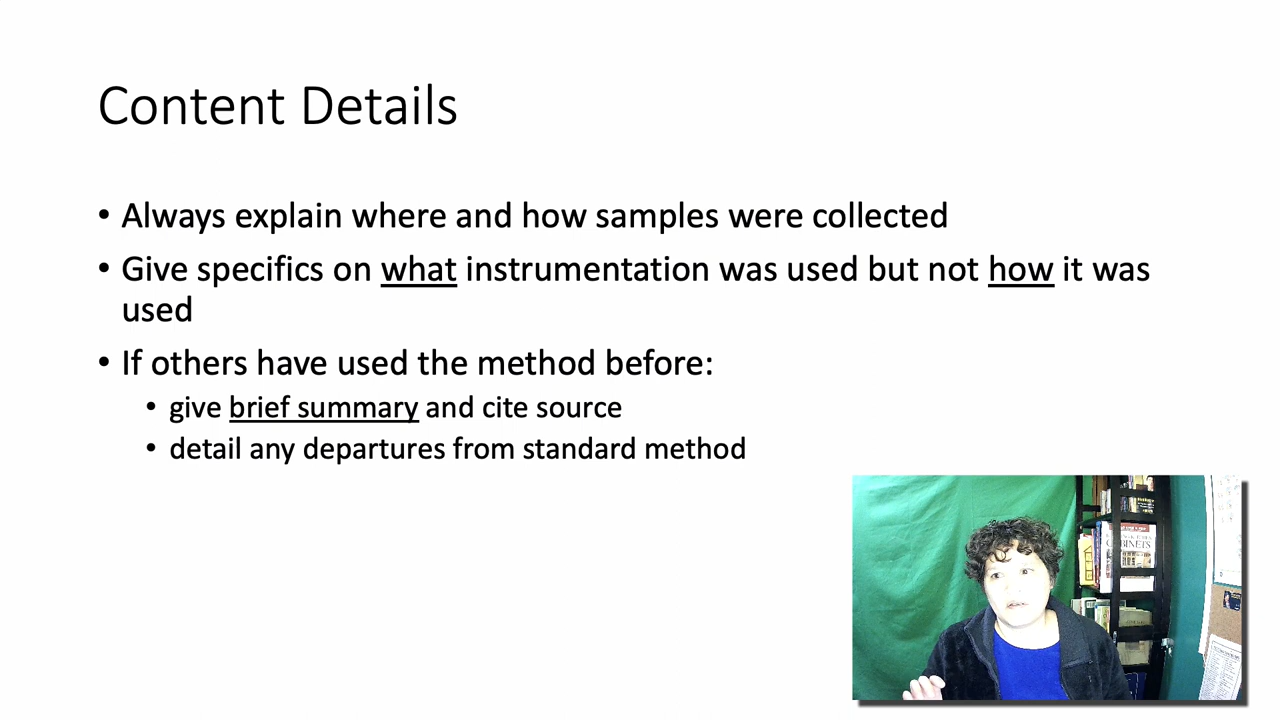 Content Details
• Always explain where and how samples were collected
• Give specifics on what instrumentation was used but not how it was
used
• If others have used the method before:
• give brief summary and cite source
• detail any departures from standard method
CABINETS